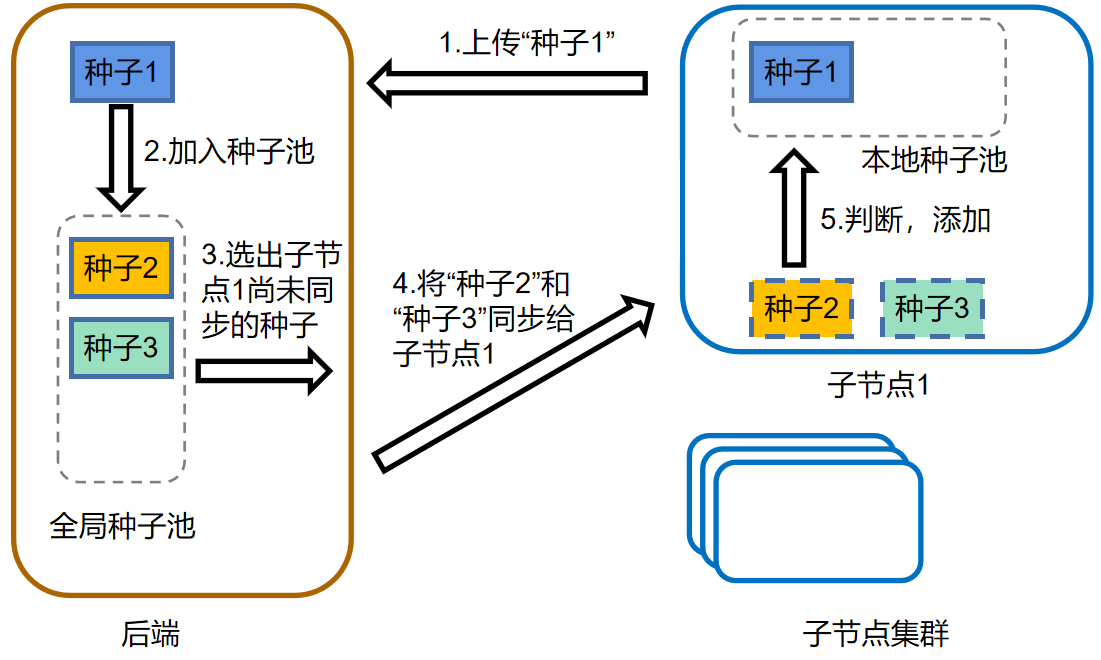 种子1
2.加入种子池
种子2
种子3
3.选出子节
点1尚未同
步的种子
全局种子池
后端
1.上传“种子1”
4.将“种子2”和
“种子3”同步给
子节点1
种子1
本地种子池
5.判断，添加
种子2
种子3
子节点1
子节点集群